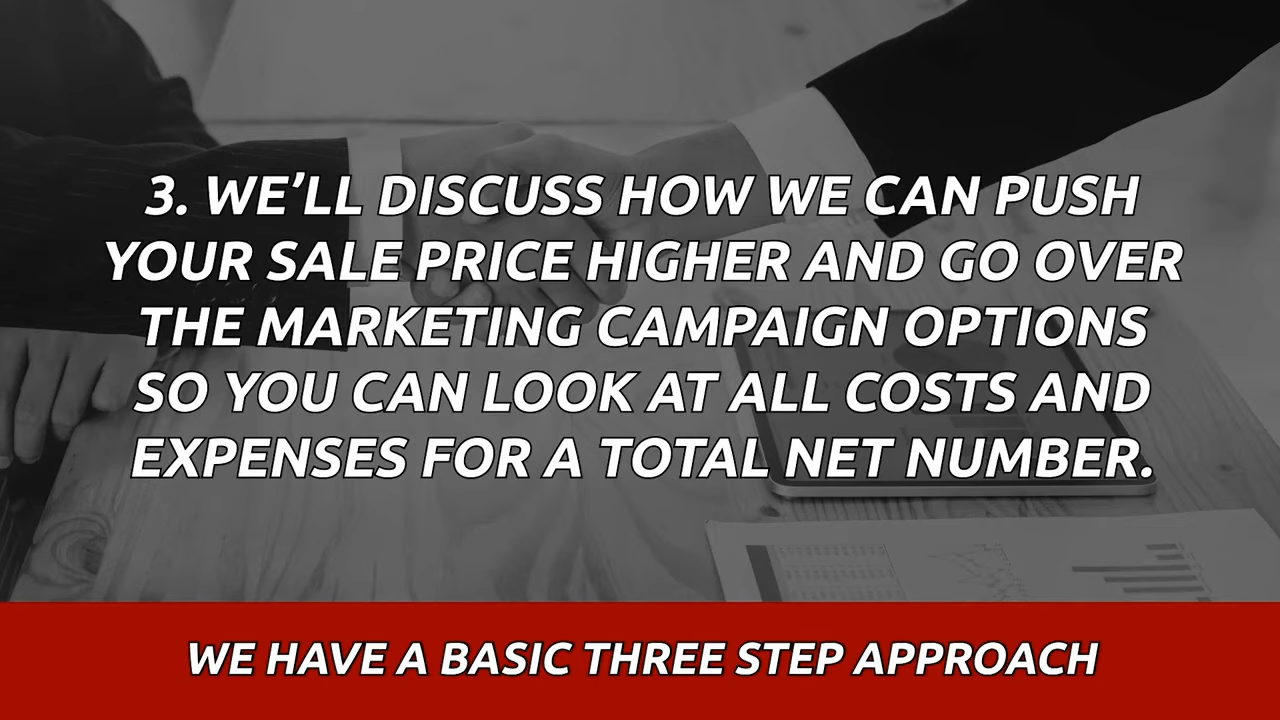 3. WE’LL DISCUSS HOW WE CAN PUSH
YOUR SALE PRICE HIGHER AND GO OVER
THE MARKETING CAMPAIGN OPTIONS
SO YOU CAN LOOK AT ALL COSTS AND
EXPENSES FOR A TOTAL NET NUMBER.
WE HAVE A BASIC THREE STEP APPROACH